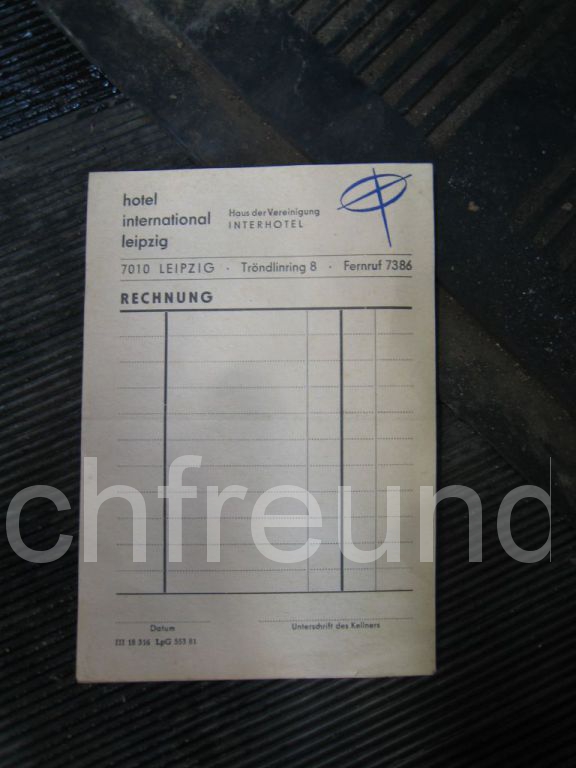 hotel
international
leipzig
Haus der Vereinigung
INTERHOTEL
7010 LEIPZIG · Tröndlinring 8 · Fernruf 7386
RECHNUNG
chfreund
Datum
Unterschrift des Kellners
III 18 316 LpG 553 81